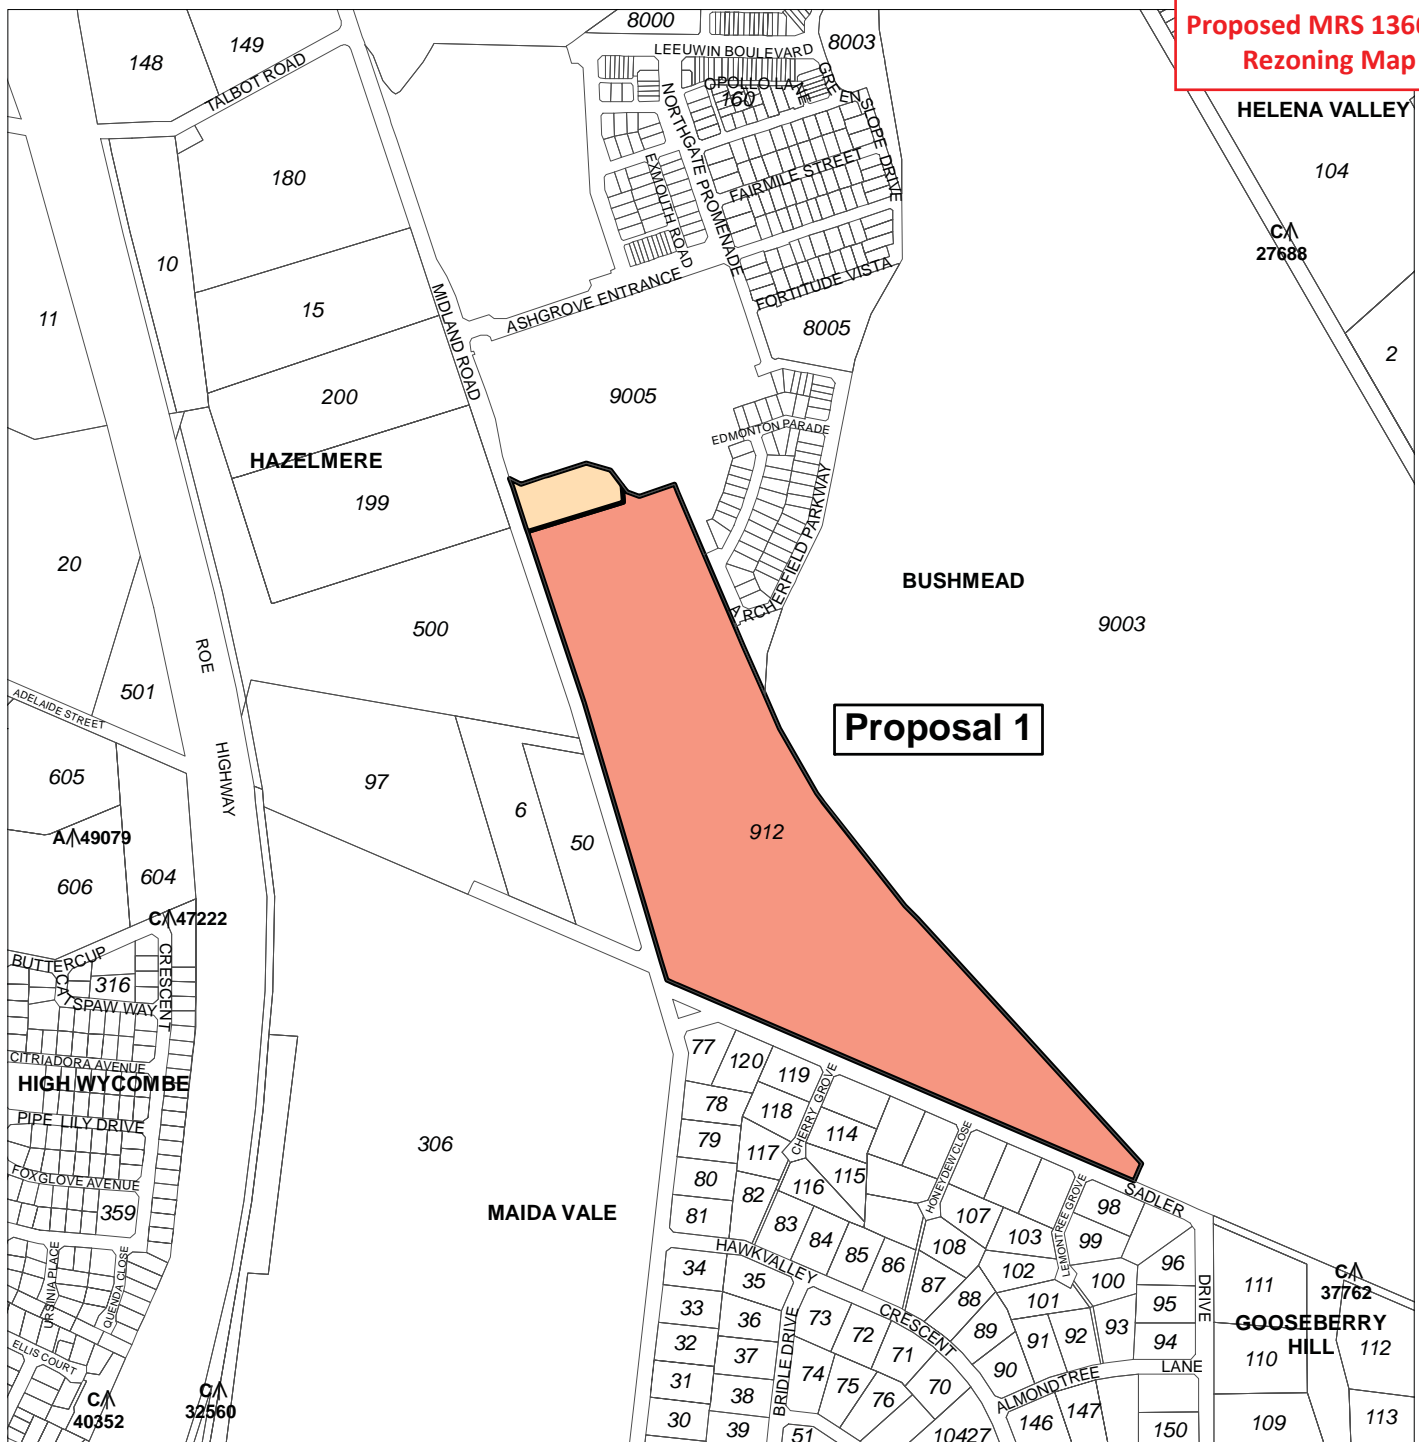 Proposed MRS 136
Rezoning Map
8000
8003
148
149
TALBOT ROAD
LEEUWIN BOULEVARD
OPOLLO LANE
160
GREENSLOPE DRIVE
NORTHGATE PROMENADE
EXMOUTH ROAD
FAIRMILE STREET
FORTITUDE VISTA
HELENA VALLEY
104
C
27688
2
180
10
11
15
MIDLAND ROAD
ASHGROVE ENTRANCE
8005
200
9005
EDMONTON PARADE
HAZELMERE
199
ARCHERFIELD PARKWAY
20
BUSHMEAD
9003
500
ROE
HIGHWAY
501
ADELAIDE STREET
Proposal 1
605
97
6
50
912
A 49079
606
604
C 47222
BUTTERCUP
CRESCENT
316
CAT
SPAW WAY
CITRIADORA AVENUE
HIGH WYCOMBE
PIPE LILY DRIVE
FOXGLOVE AVENUE
359
URSINIA PLACE
QUENDA CLOSE
ELLIS COURT
C
40352
C
32560
306
MAIDA VALE
77
120
119
CHERRY GROVE
78
118
114
79
117
115
80
82
116
81
83
84
85
86
HONEYDEW CLOSE
107
108
103
LEMONTREE GROVE
98
99
SADLER
DRIVE
96
102
100
101
95
94
93
92
91
87
88
89
90
HAWKVALLEY
CRESCENT
34
35
33
36
32
37
31
38
30
39
BRIDLE DRIVE
73
72
71
70
74
75
76
51
10427
ALMONDTREE
LANE
146
147
150
111
C
37762
GOOSEBERRY
HILL
110
112
109
113